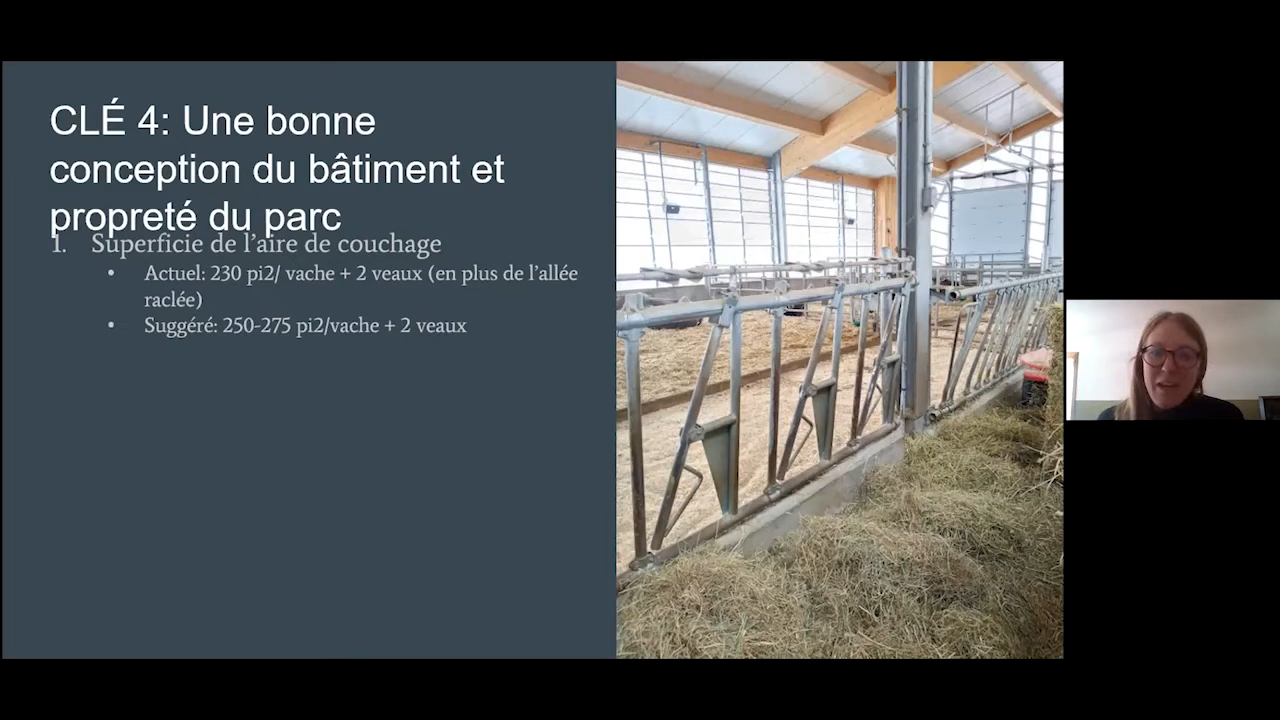 CLÉ 4: Une bonne
conception du bâtiment et
propreté du parc
1. Superficie de l'aire de couchage
• Actuel: 230 pi2/ vache + 2 veaux (en plus de l'allée
raclée)
• Suggéré: 250-275 pi2/vache + 2 veaux